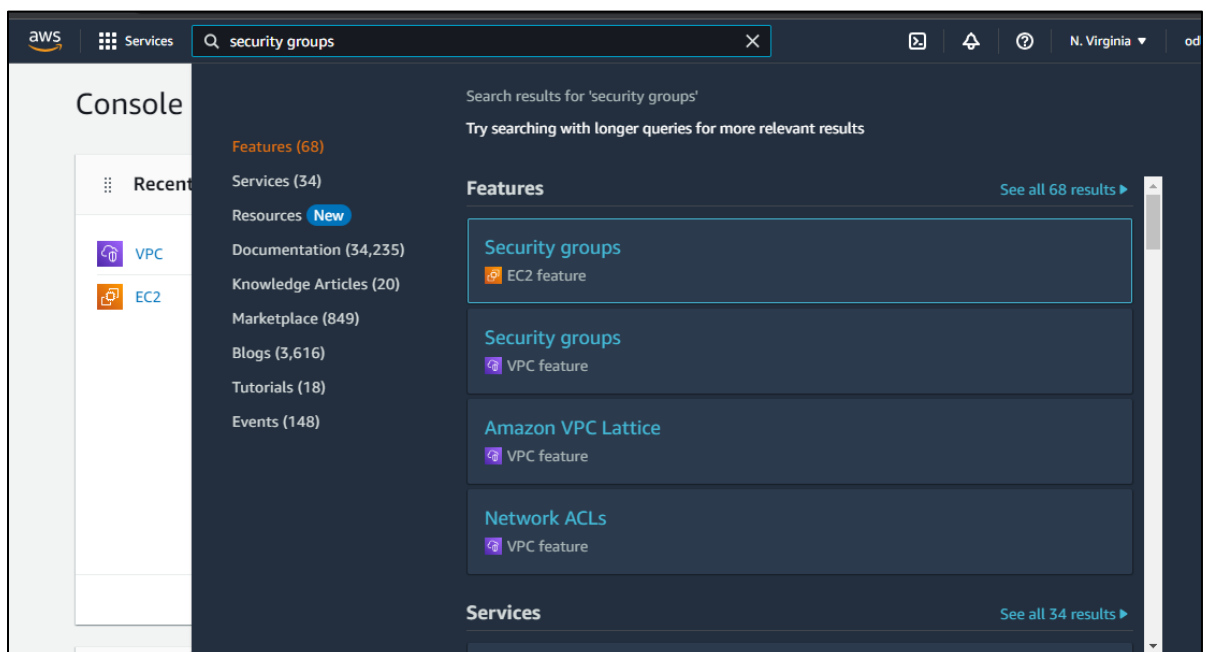 aws
Services
security groups
N. Virginia
od
Console
Recent
VPC
EC2
Features (68)
Services (34)
Resources New
Documentation (34,235)
Knowledge Articles (20)
Marketplace (849)
Blogs (3,616)
Tutorials (18)
Events (148)
Search results for 'security groups'
Try searching with longer queries for more relevant results
Features See all 68 results
Security groups
EC2 feature
Security groups
VPC feature
Amazon VPC Lattice
VPC feature
Network ACLs
VPC feature
Services See all 34 results